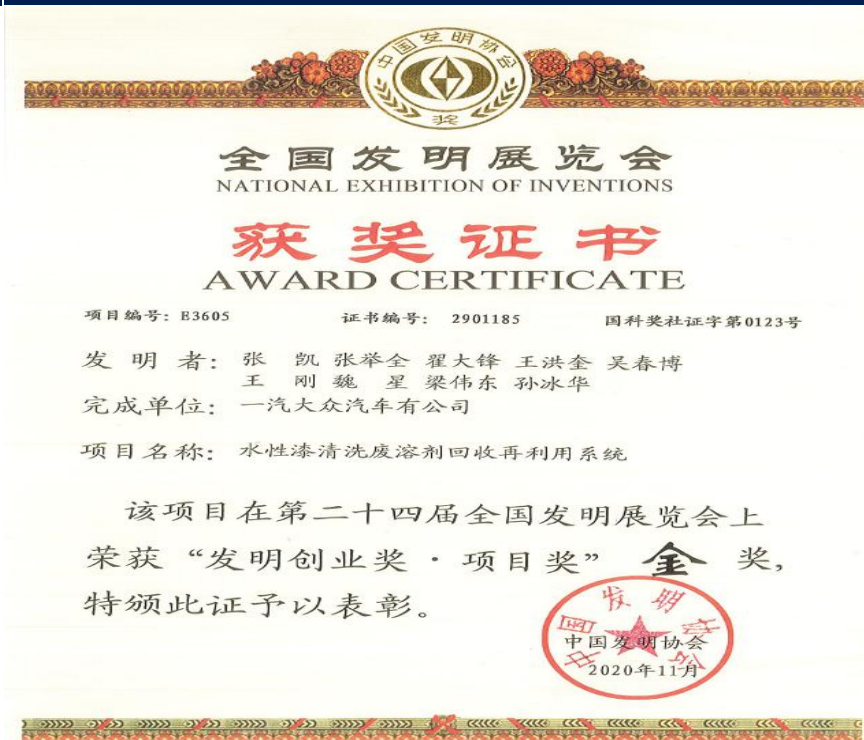 中国发明协会
奖
全国发明展览会
NATIONAL EXHIBITION OF INVENTIONS
获奖证书
AWARD CERTIFICATE
项目编号: E3605 证书编号: 2901185 国科奖社证字第0123号
发 明 者: 张 凯 张举全 翟大锋 王洪奎 吴春博
王 刚 魏 星 梁伟东 孙冰华
完成单位: 一汽大众汽车有公司
项目名称: 水性漆清洗废溶剂回收再利用系统
该项目在第二十四届全国发明展览会上
荣获“发明创业奖·项目奖” 金 奖,
特颁此证予以表彰。
中国发明协会
中国发明协会
2020年11月